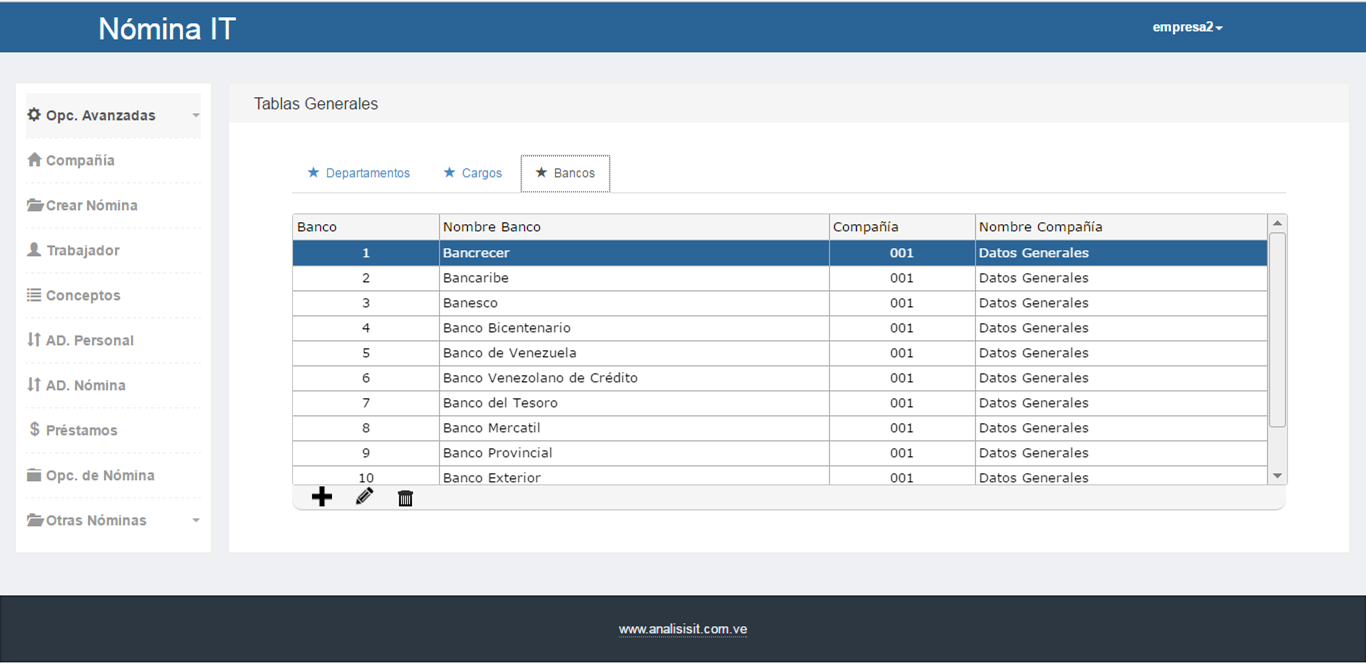 Nómina IT
empresa2
Opc. Avanzadas
Compañía
Crear Nómina
Trabajador
Conceptos
AD. Personal
AD. Nómina
Préstamos
Opc. de Nómina
Otras Nóminas
Tablas Generales
Departamentos Cargos Bancos
Banco Nombre Banco Compañía Nombre Compañía
1 Bancrecer 001 Datos Generales
2 Bancaribe 001 Datos Generales
3 Banesco 001 Datos Generales
4 Banco Bicentenario 001 Datos Generales
5 Banco de Venezuela 001 Datos Generales
6 Banco Venezolano de Crédito 001 Datos Generales
7 Banco del Tesoro 001 Datos Generales
8 Banco Mercatil 001 Datos Generales
9 Banco Provincial 001 Datos Generales
10 Banco Exterior 001 Datos Generales
www.analisisit.com.ve